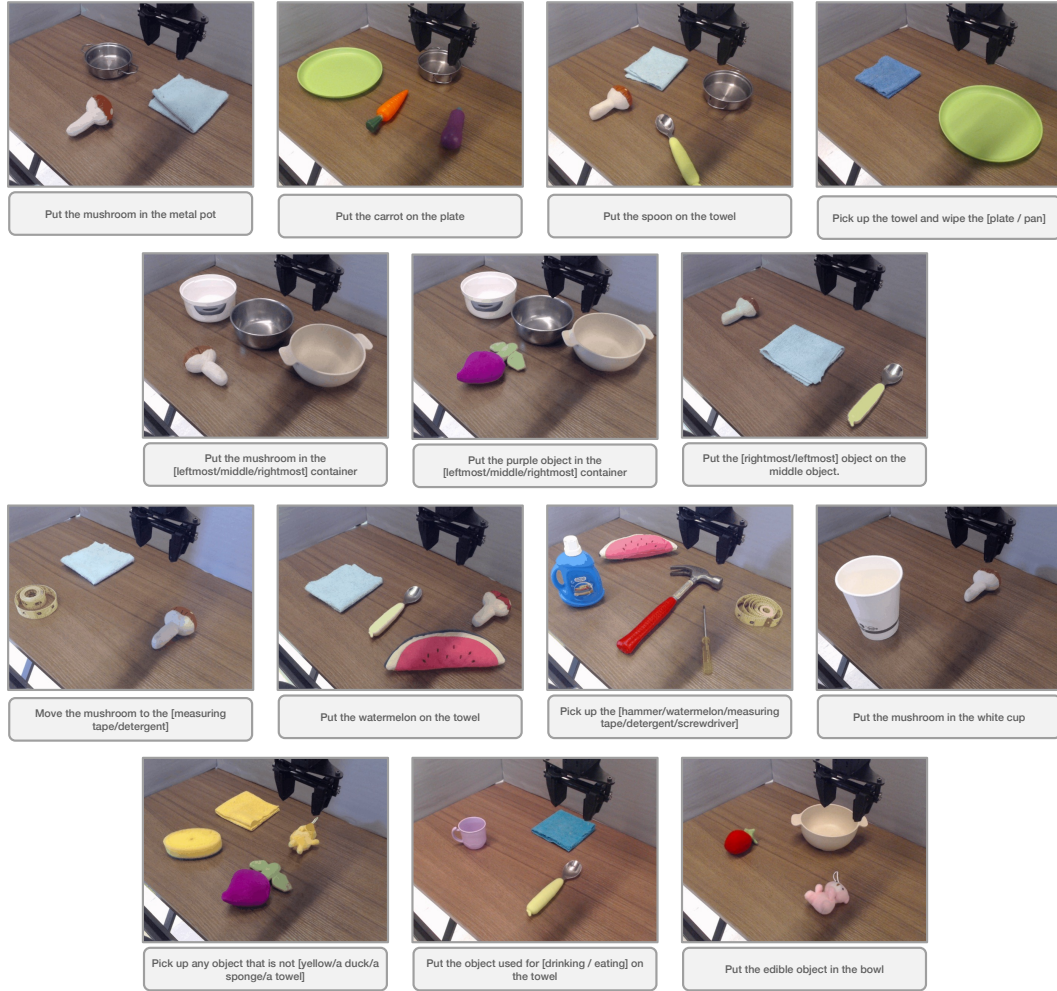 Put the mushroom in the metal pot
Put the carrot on the plate
Put the spoon on the towel
Pick up the towel and wipe the [plate / pan]
Put the mushroom in the
[leftmost/middle/rightmost] container
Put the purple object in the
[leftmost/middle/rightmost] container
Put the [rightmost/leftmost] object on the
middle object.
Move the mushroom to the [measuring
tape/detergent]
Put the watermelon on the towel
Pick up the [hammer/watermelon/measuring
tape/detergent/screwdriver]
Put the mushroom in the white cup
Pick up any object that is not [yellow/a duck/a
sponge/a towel]
Put the object used for [drinking / eating] on
the towel
Put the edible object in the bowl